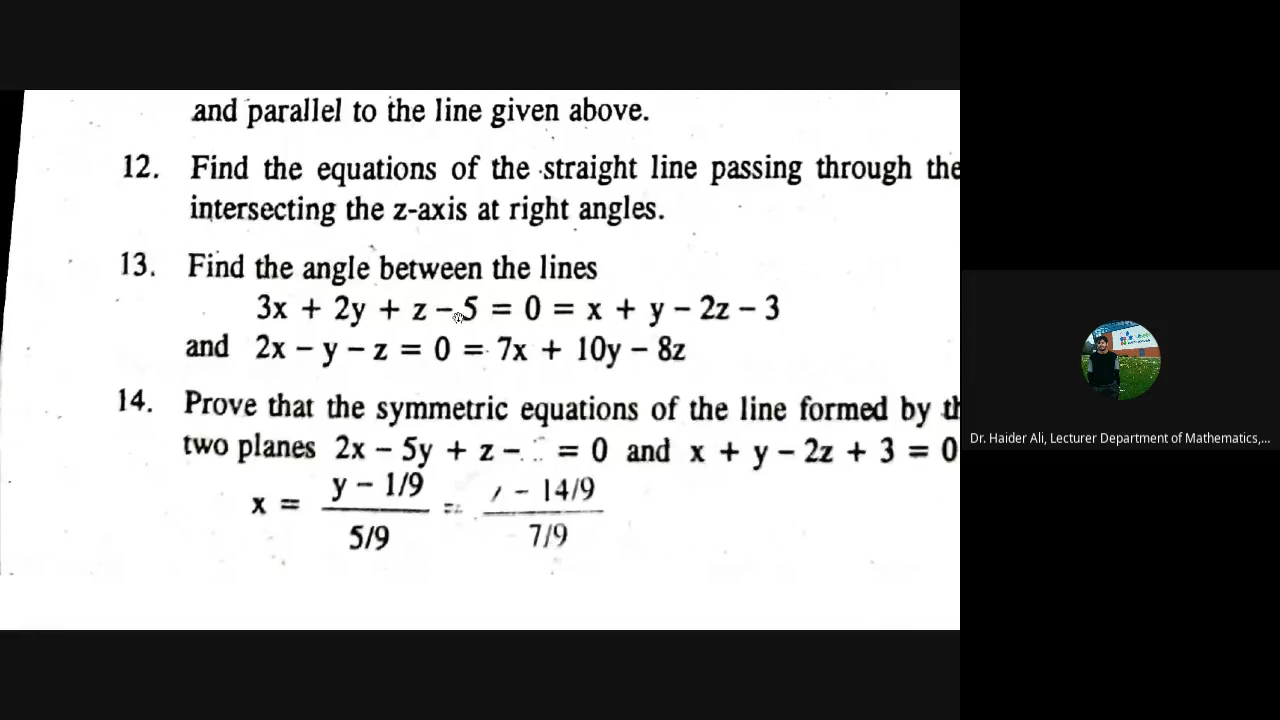 and parallel to the line given above.
12. Find the equations of the straight line passing through the
intersecting the z-axis at right angles.
13. Find the angle between the lines
3x + 2y + z - 5 = 0 = x + y - 2z - 3
and 2x - y - z = 0 = 7x + 10y - 8z
14. Prove that the symmetric equations of the line formed by th
two planes 2x - 5y + z - = 0 and x + y - 2z + 3 = 0
x = y - 1/9 = - 14/9
5/9 7/9
Dr. Haider Ali, Lecturer Department of Mathematics,...